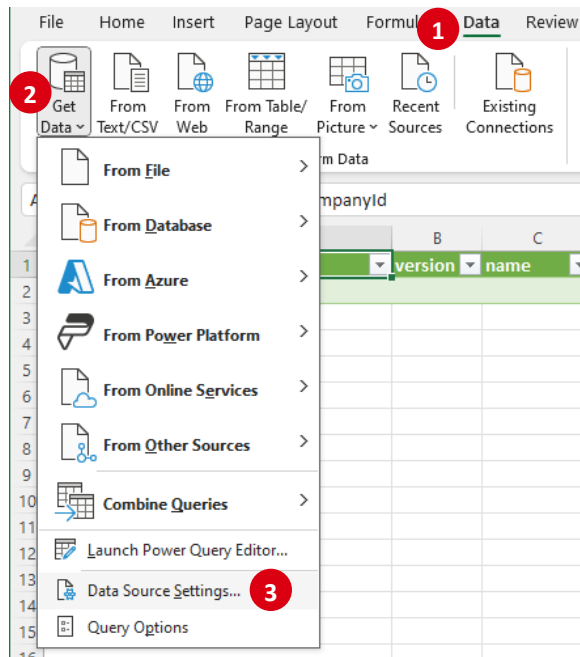 File Home Insert Page Layout Formul 1 Data Review
2
Get Data
From Text/CSV
From Web
From Table/ Range
From Picture
Recent Sources
Existing Connections
rm Data
From File
From Database
From Azure
From Power Platform
From Online Services
From Other Sources
Combine Queries
Launch Power Query Editor...
Data Source Settings... 3
Query Options
A mpanyId
B C
1 version name
2
3
4
5
6
7
8
9
10
11
12
13
14
15
16